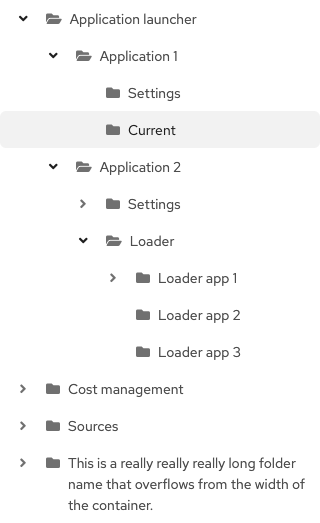 Application launcher
Application 1
Settings
Current
Application 2
Settings
Loader
Loader app 1
Loader app 2
Loader app 3
Cost management
Sources
This is a really really really long folder
name that overflows from the width of
the container.